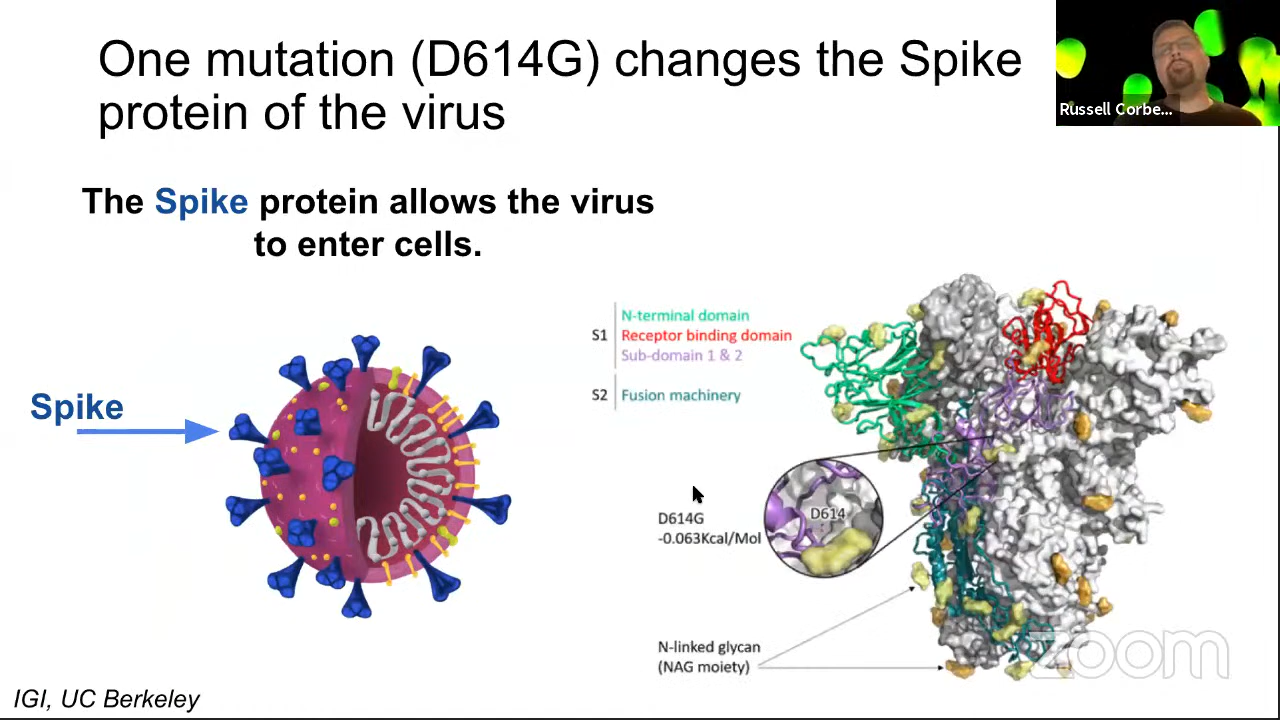 One mutation (D614G) changes the Spike
protein of the virus
Russell Corbe...
The Spike protein allows the virus
to enter cells.
Spike
S1
N-terminal domain
Receptor binding domain
Sub-domain 1 & 2
S2
Fusion machinery
D614G
-0.063Kcal/Mol
D614
N-linked glycan
(NAG moiety)
zoom
IGI, UC Berkeley